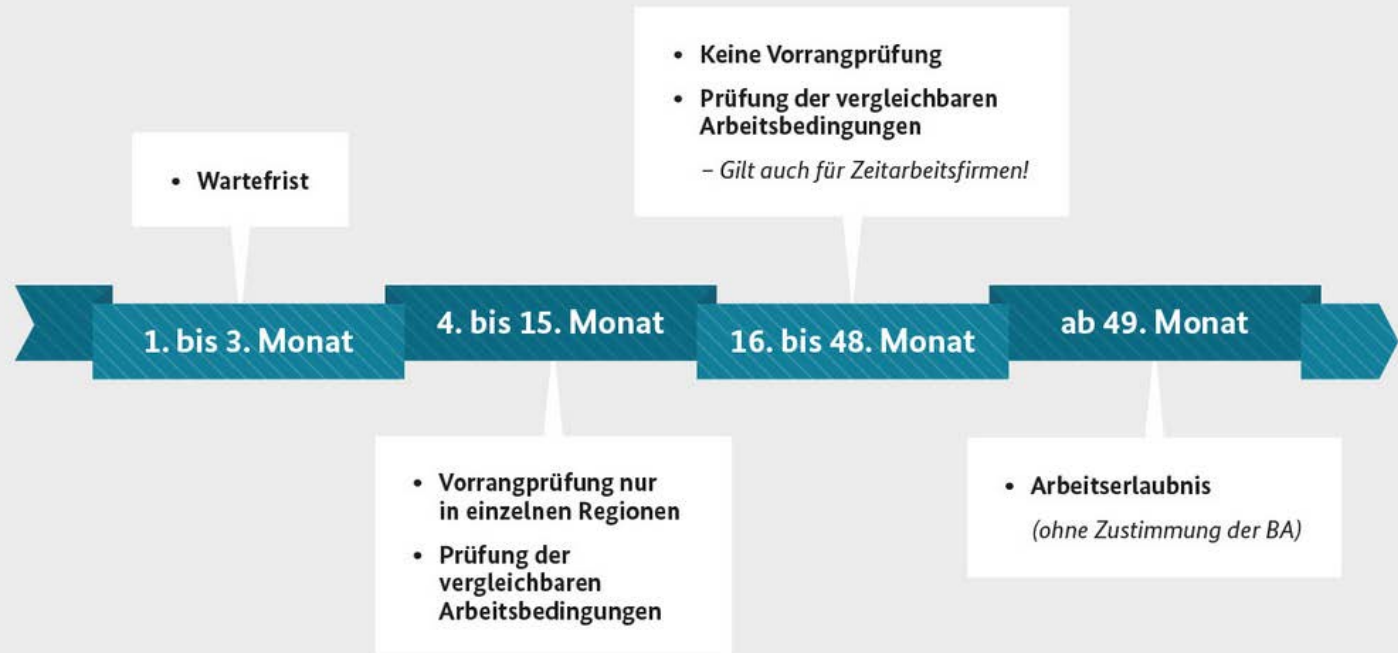 • Wartefrist
• Keine Vorrangprüfung
• Prüfung der vergleichbaren
Arbeitsbedingungen
– Gilt auch für Zeitarbeitsfirmen!
1. bis 3. Monat
4. bis 15. Monat
16. bis 48. Monat
ab 49. Monat
• Vorrangprüfung nur
in einzelnen Regionen
• Prüfung der
vergleichbaren
Arbeitsbedingungen
• Arbeitserlaubnis
(ohne Zustimmung der BA)